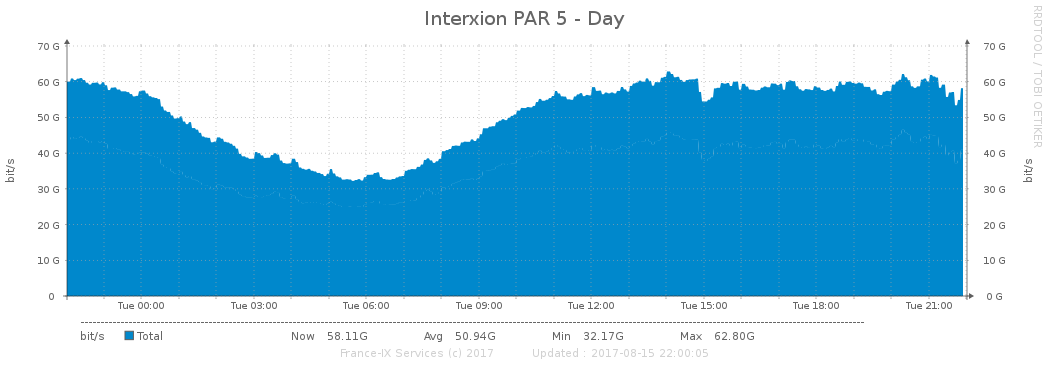 Interxion PAR 5 - Day
RRDTOOL / TOBI OETIKER
bit/s
70 G 70 G
60 G 60 G
50 G 50 G
40 G 40 G
30 G 30 G
20 G 20 G
10 G 10 G
0 0 G
bit/s
Tue 00:00 Tue 03:00 Tue 06:00 Tue 09:00 Tue 12:00 Tue 15:00 Tue 18:00 Tue 21:00
bit/s Total Now 58.11G Avg 50.94G Min 32.17G Max 62.80G
France-IX Services (c) 2017 Updated : 2017-08-15 22:00:05